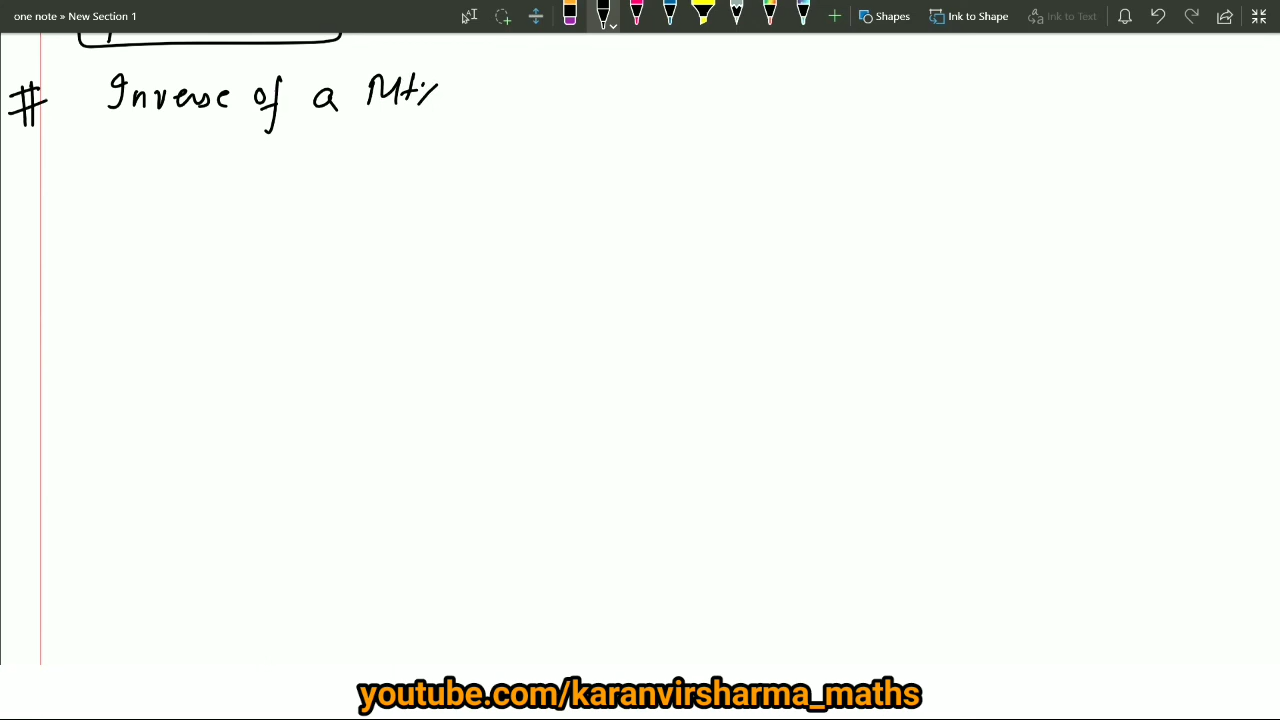 one note » New Section 1
Shapes
Ink to Shape
Ink to Text
# Inverse of a Mtx
youtube.com/karanvirsharma_maths